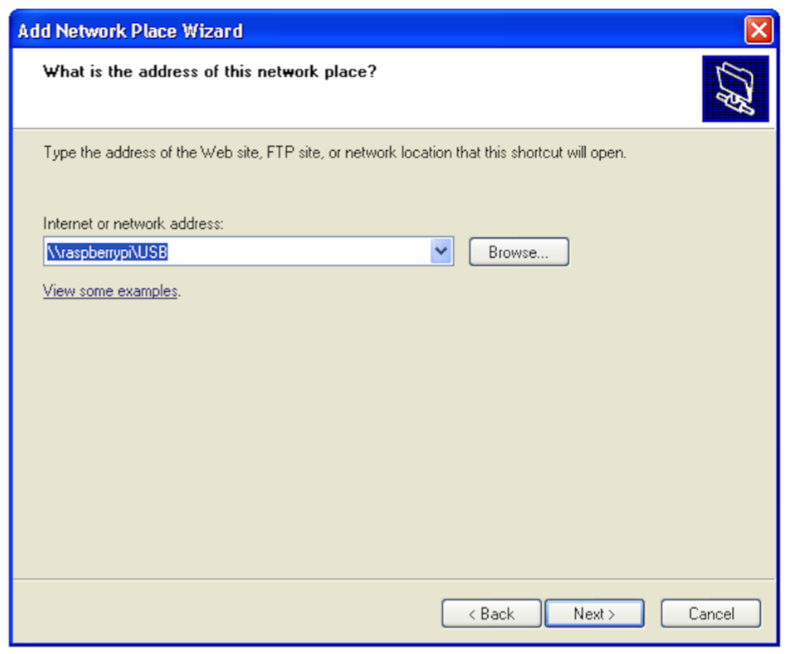 Add Network Place Wizard
What is the address of this network place?
Type the address of the Web site, FTP site, or network location that this shortcut will open.
Internet or network address:
\\raspberrypi\USB
Browse...
View some examples.
< Back
Next >
Cancel